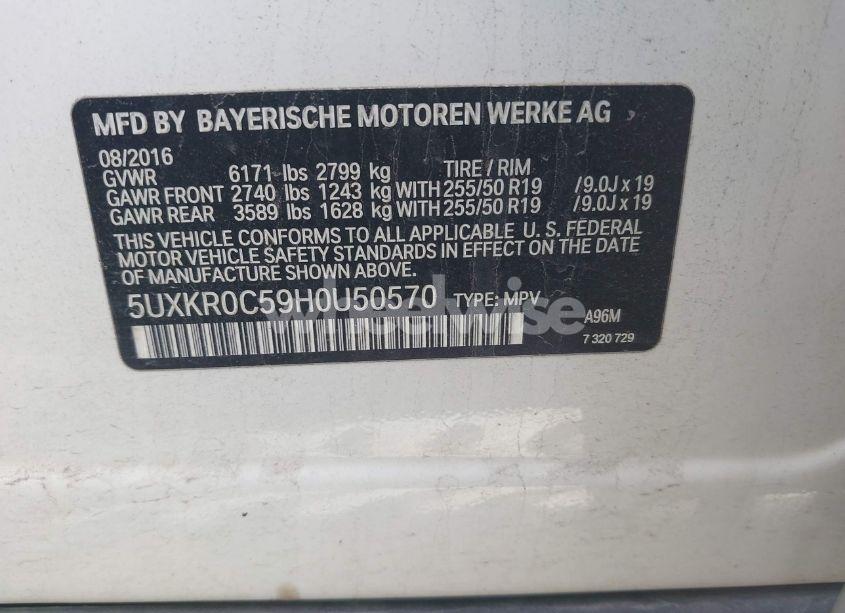 MFD BY BAYERISCHE MOTOREN WERKE AG
08/2016
GVWR 6171 lbs 2799 kg TIRE / RIM
GAWR FRONT 2740 lbs 1243 kg WITH 255/50 R19 /9.0J x 19
GAWR REAR 3589 lbs 1628 kg WITH 255/50 R19 /9.0J x 19
THIS VEHICLE CONFORMS TO ALL APPLICABLE U. S. FEDERAL
MOTOR VEHICLE SAFETY STANDARDS IN EFFECT ON THE DATE
OF MANUFACTURE SHOWN ABOVE.
5UXKR0C59H0U50570 TYPE: MPV
wheelwise
A96M
7 320 729